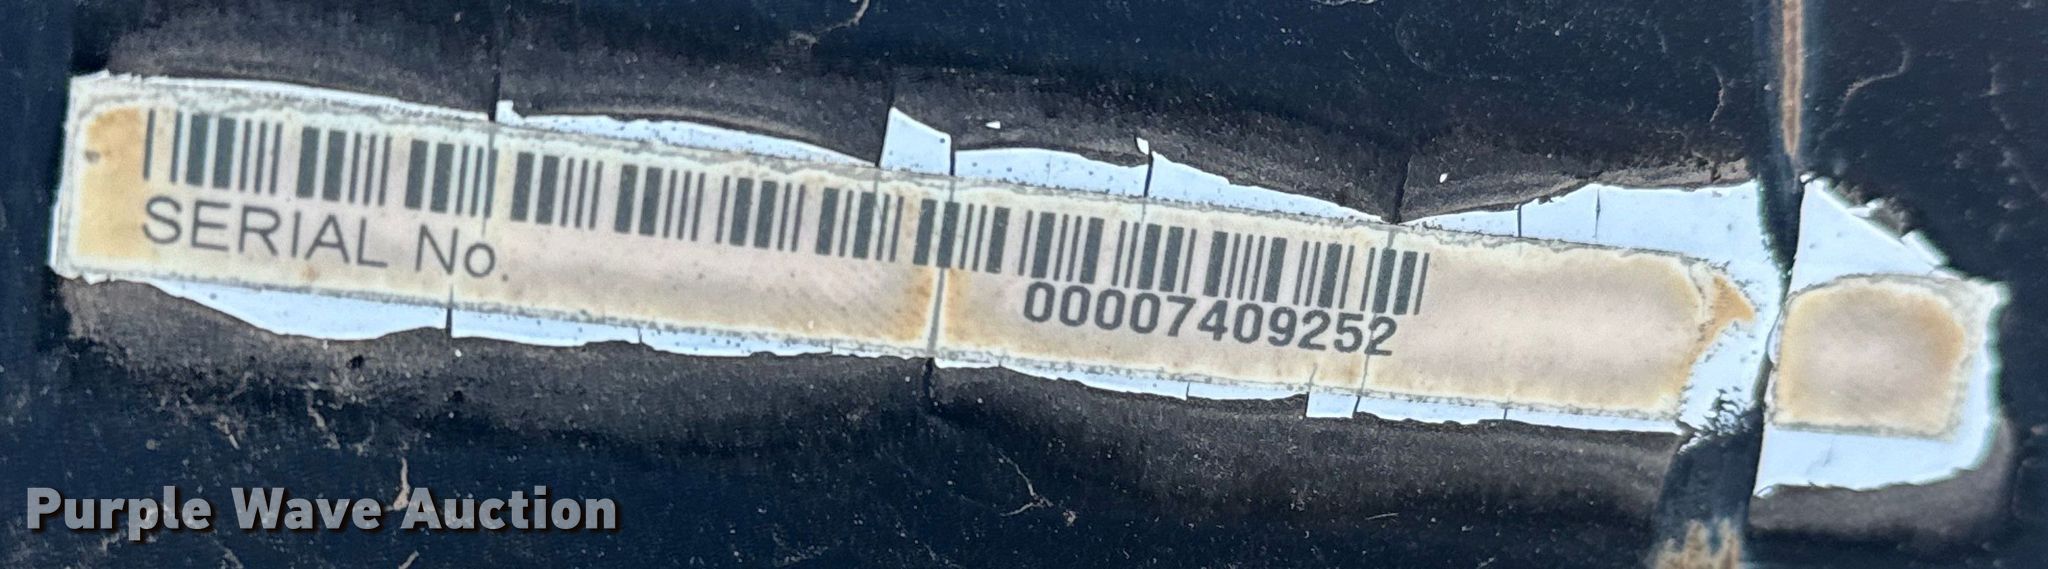 SERIAL No.
00007409252
Purple Wave Auction